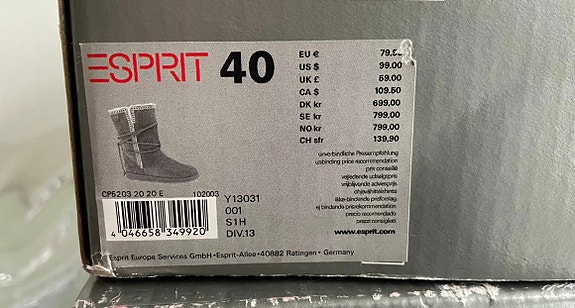 ESPRIT 40
EU € 79,95
US $ 99.00
UK £ 59.00
CA $ 109.50
DK kr 699,00
SE kr 799,00
NO kr 799,00
CH sfr 139,90
unverbindliche Preisempfehlung
unbinding price recommendation
prix conseillé
vejledende udsalgspris
vrijblijvende adviesprijs
ohjevähittäishinta
ikke-bindende prisforslag
ej bindande prisrekommendation
precio recomendado
prezzo consigliato
www.esprit.com
CP5203 20 20 E 102003
Y13031
001
S1H
DIV.13
4 046658 349920
Esprit Europe Services GmbH•Esprit-Allee•40882 Ratingen • Germany